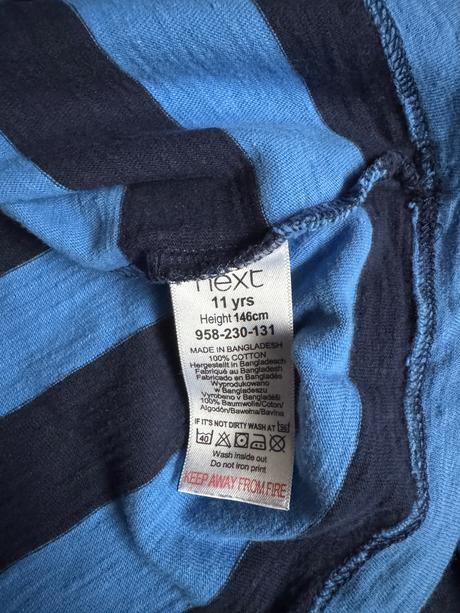 next
11 yrs
Height 146cm
958-230-131
MADE IN BANGLADESH
100% COTTON
Hergestellt in Bangladesch
Fabriqué au Bangladesh
Fabricado en Bangladés
Wyprodukowano
w Bangladeszu
Vyrobeno v Bangladéši
100% Baumwolle/Coton/
Algodón/Bawełna/Bavlna
IF IT'S NOT DIRTY WASH AT 30
40
Wash inside out
Do not iron print
KEEP AWAY FROM FIRE